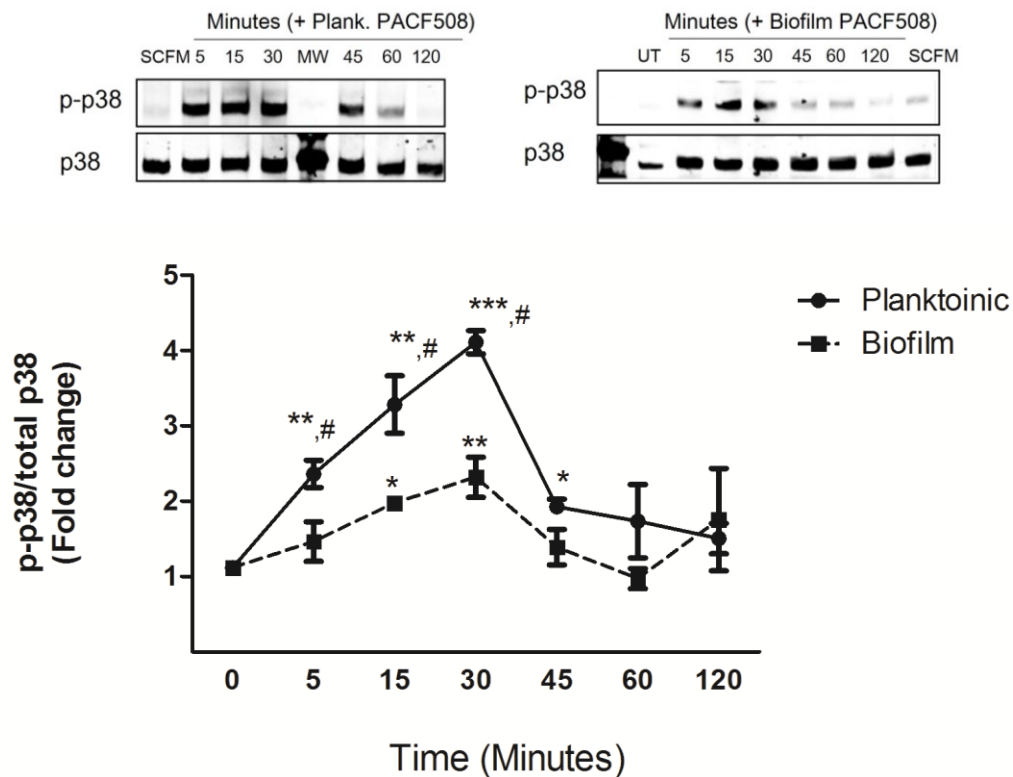 Minutes (+ Plank. PACF508)
SCFM 5 15 30 MW 45 60 120
p-p38
p38
Minutes (+ Biofilm PACF508)
UT 5 15 30 45 60 120 SCFM
p-p38
p38
p-p38/total p38
(Fold change)
5
4
3
2
1
**,#
**,#
***,#
*
**
*
Planktoinic
Biofilm
0 5 15 30 45 60 120
Time (Minutes)